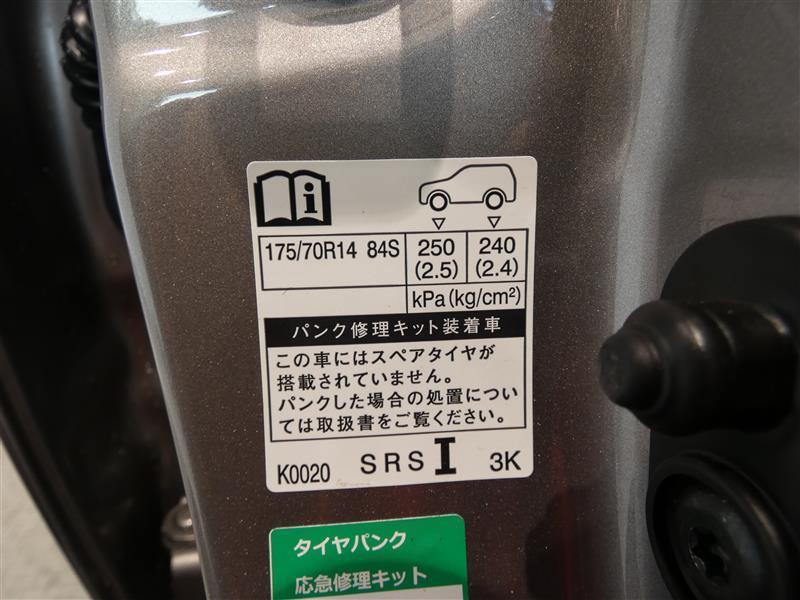 175/70R14 84S 250 240
(2.5) (2.4)
kPa(kg/cm²)
パンク修理キット装着車
この車にはスペアタイヤが
搭載されていません。
パンクした場合の処置につい
ては取扱書をご覧ください。
K0020 SRS I 3K
タイヤパンク
応急修理キット